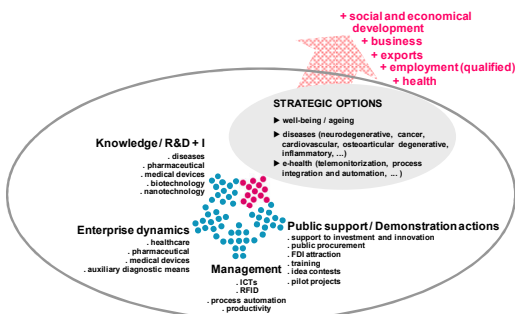 + social and economical
development
+ business
+ exports
+ employment (qualified)
+ health
STRATEGIC OPTIONS
▶ well-being / ageing
▶ diseases (neurodegenerative, cancer,
cardiovascular, osteoarticular degenerative,
inflammatory, ...)
▶ e-health (telemonitorization, process
integration and automation, ... )
Knowledge/ R&D + I
. diseases
. pharmaceutical
. medical devices
. biotechnology
. nanotechnology
Enterprise dynamics
. healthcare
. pharmaceutical
. medical devices
. auxiliary diagnostic means
Management
. ICTs
. RFID
. process automation
. productivity
Public support / Demonstration actions
. support to investment and innovation
. public procurement
. FDI attraction
. training
. idea contests
. pilot projects